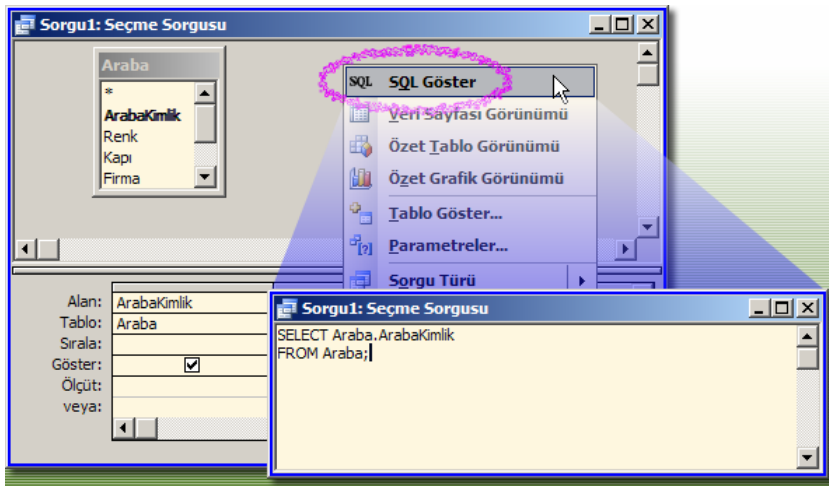 Sorgu1: Seçme Sorgusu
Araba
*
ArabaKimlik
Renk
Kapı
Firma
SQL SQL Göster
Veri Sayfası Görünümü
Özet Tablo Görünümü
Özet Grafik Görünümü
Tablo Göster...
[?] Parametreler...
Sorgu Türü
Alan: ArabaKimlik
Tablo: Araba
Sırala:
Göster:
Ölçüt:
veya:
Sorgu1: Seçme Sorgusu
SELECT Araba.ArabaKimlik
FROM Araba;